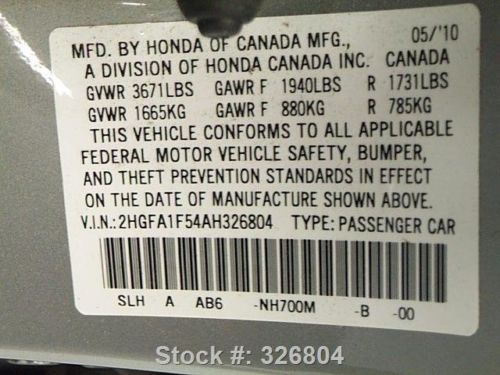 MFD. BY HONDA OF CANADA MFG., 05/'10
A DIVISION OF HONDA CANADA INC. CANADA
GVWR 3671LBS GAWR F 1940LBS R 1731LBS
GVWR 1665KG GAWR F 880KG R 785KG
THIS VEHICLE CONFORMS TO ALL APPLICABLE
FEDERAL MOTOR VEHICLE SAFETY, BUMPER,
AND THEFT PREVENTION STANDARDS IN EFFECT
ON THE DATE OF MANUFACTURE SHOWN ABOVE.
V.I.N.: 2HGFA1F54AH326804 TYPE: PASSENGER CAR
SLH A AB6 -NH700M -B -00
Stock #: 326804